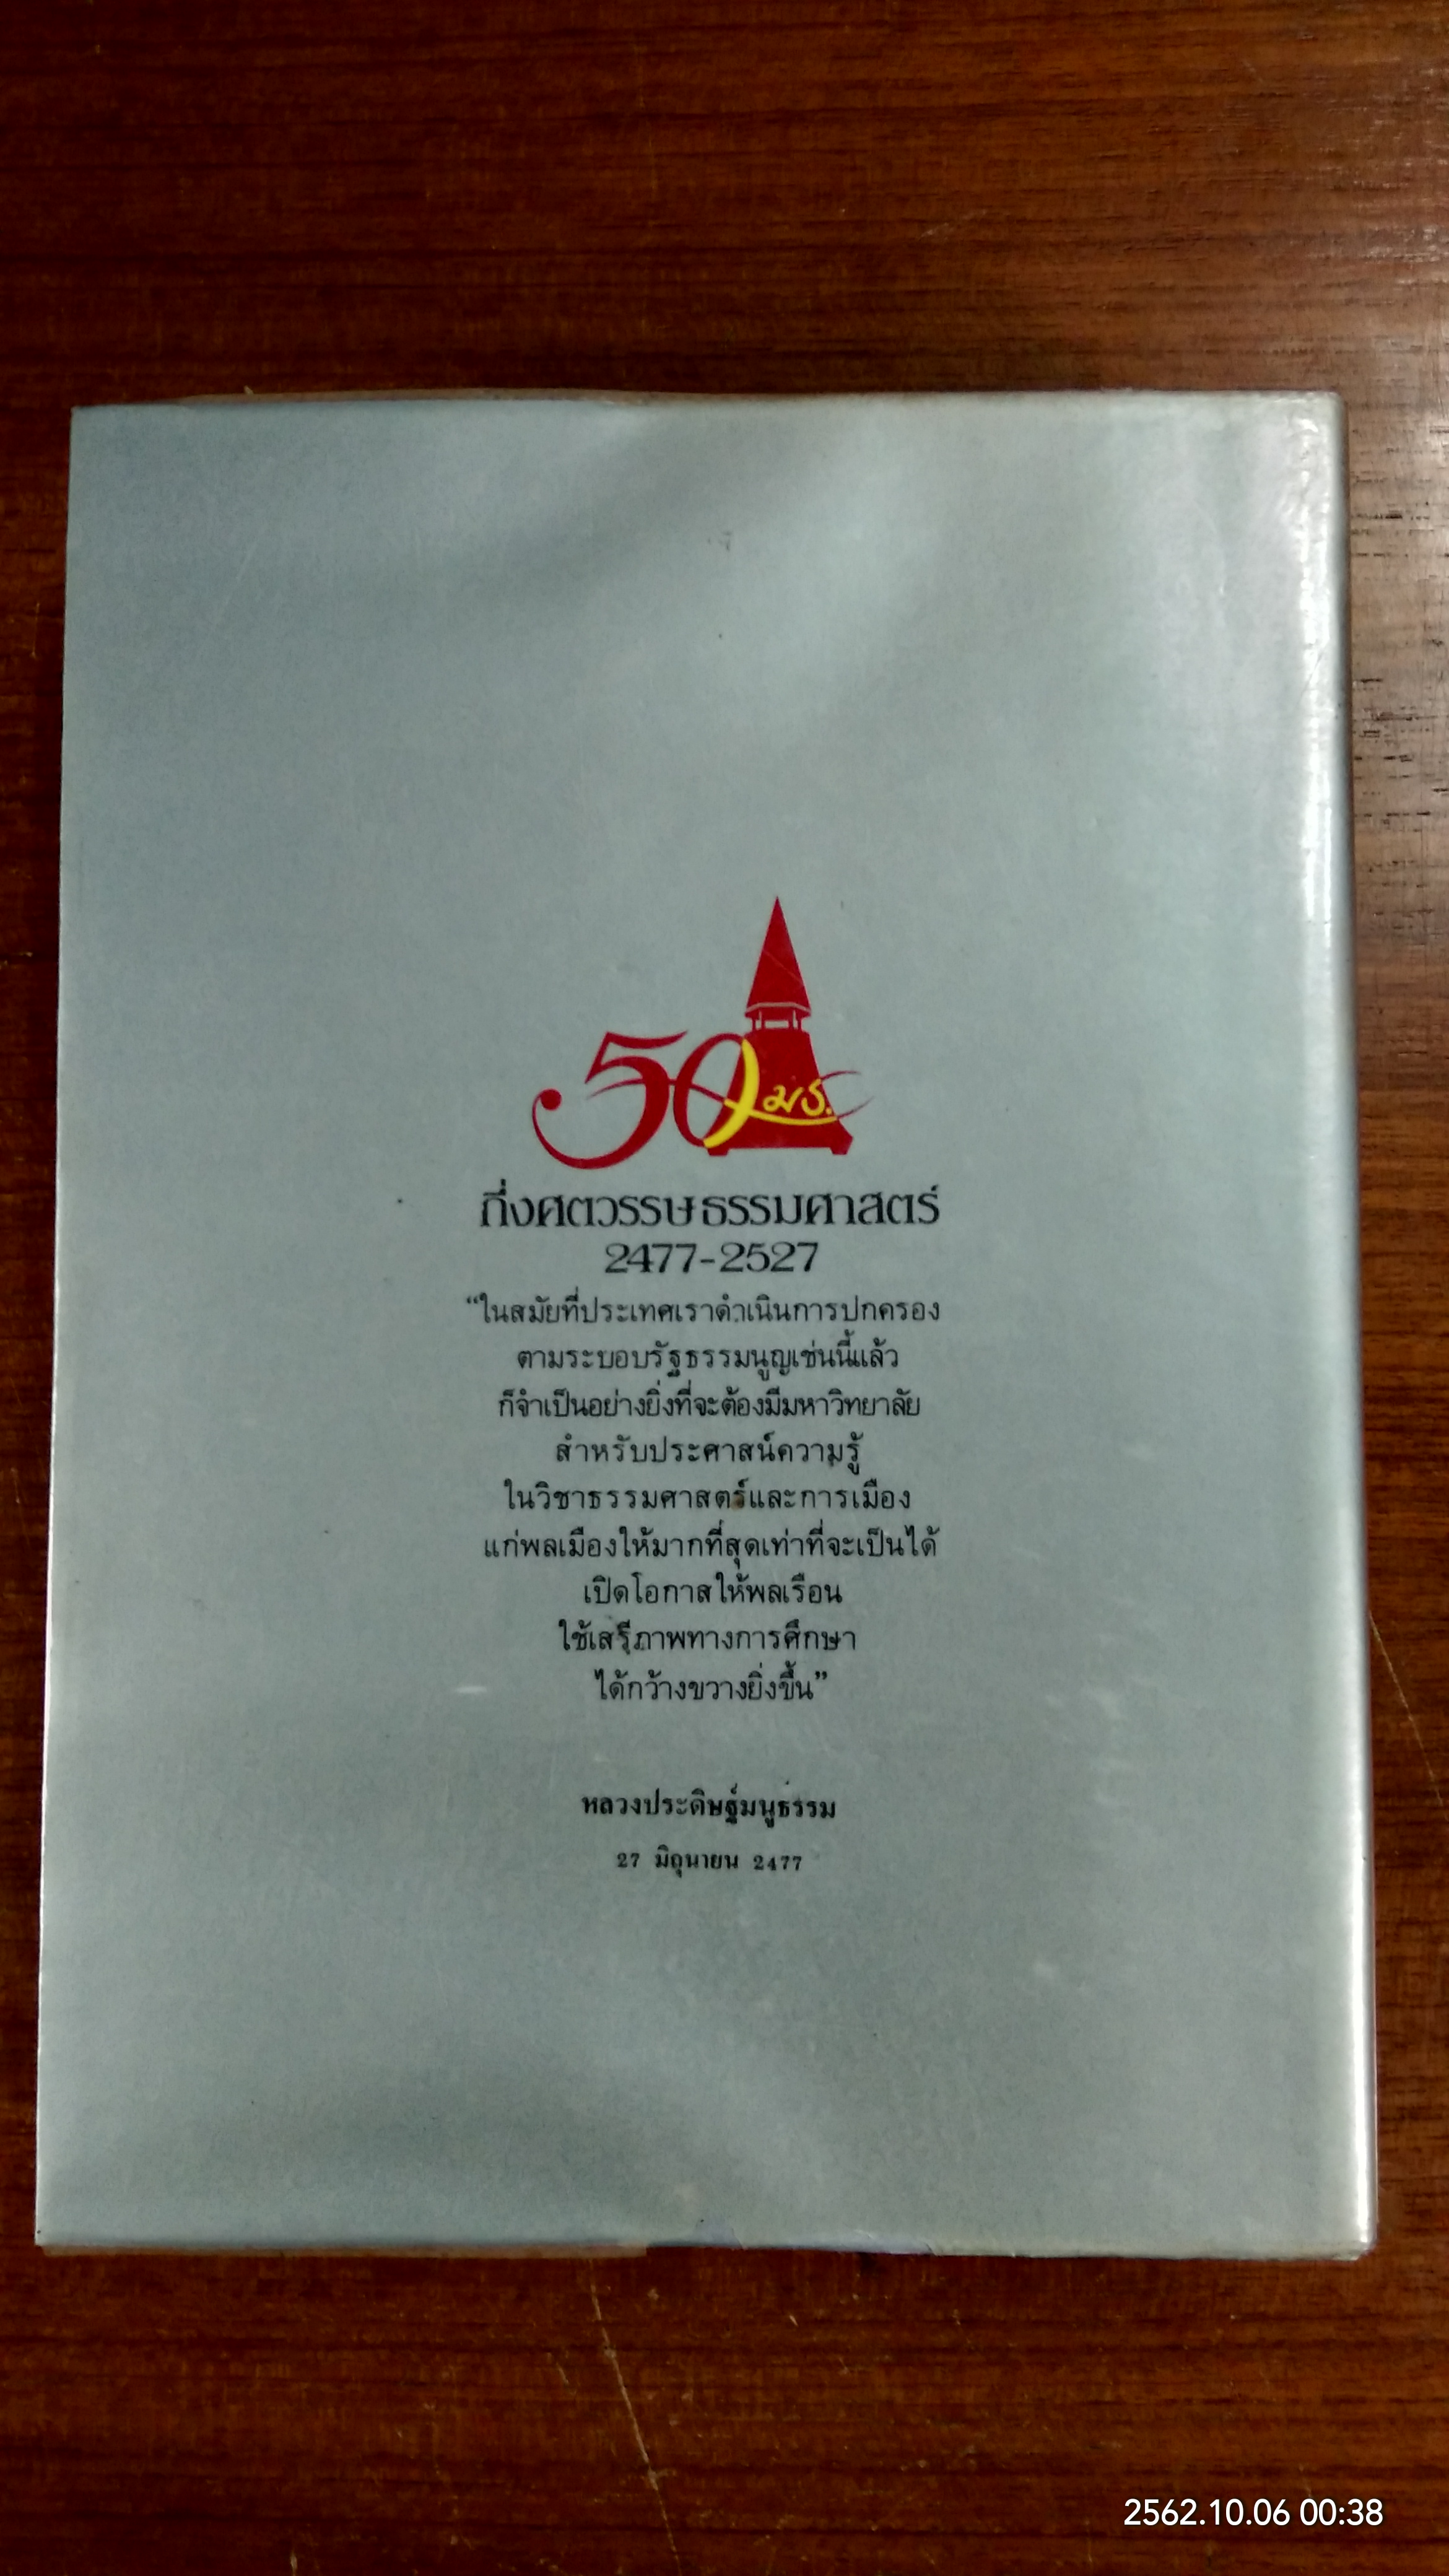 50 มธ.
กึ่งศตวรรษธรรมศาสตร์
2477-2527
“ในสมัยที่ประเทศเราดำเนินการปกครอง
ตามระบอบรัฐธรรมนูญเช่นนี้แล้ว
ก็จำเป็นอย่างยิ่งที่จะต้องมีมหาวิทยาลัย
สำหรับประศาสน์ความรู้
ในวิชาธรรมศาสตร์และการเมือง
แก่พลเมืองให้มากที่สุดเท่าที่จะเป็นได้
เปิดโอกาสให้พลเรือน
ใช้เสรีภาพทางการศึกษา
ได้กว้างขวางยิ่งขึ้น”
หลวงประดิษฐ์มนูธรรม
27 มิถุนายน 2477
2562.10.06 00:38